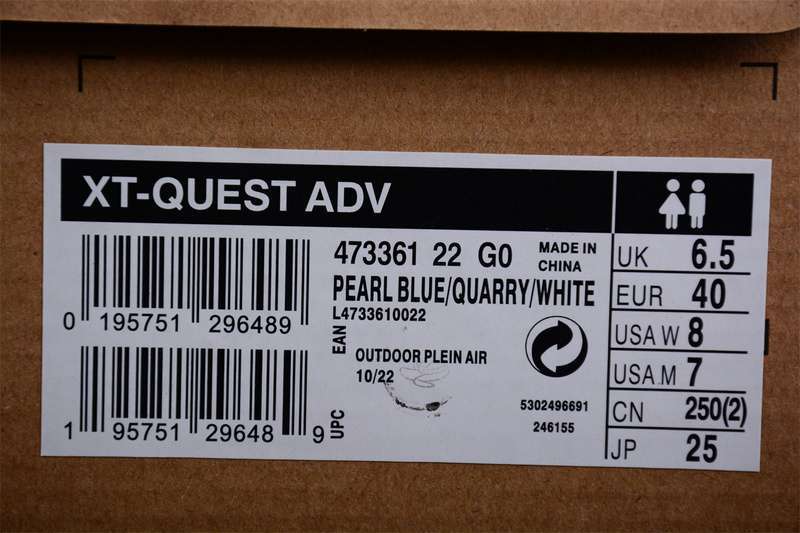 XT-QUEST ADV
473361 22 G0
MADE IN
CHINA
PEARL BLUE/QUARRY/WHITE
L4733610022
EAN
0 195751 296489
OUTDOOR PLEIN AIR
10/22
UPC
1 95751 29648 9
5302496691
246155
UK 6.5
EUR 40
USA W 8
USA M 7
CN 250(2)
JP 25